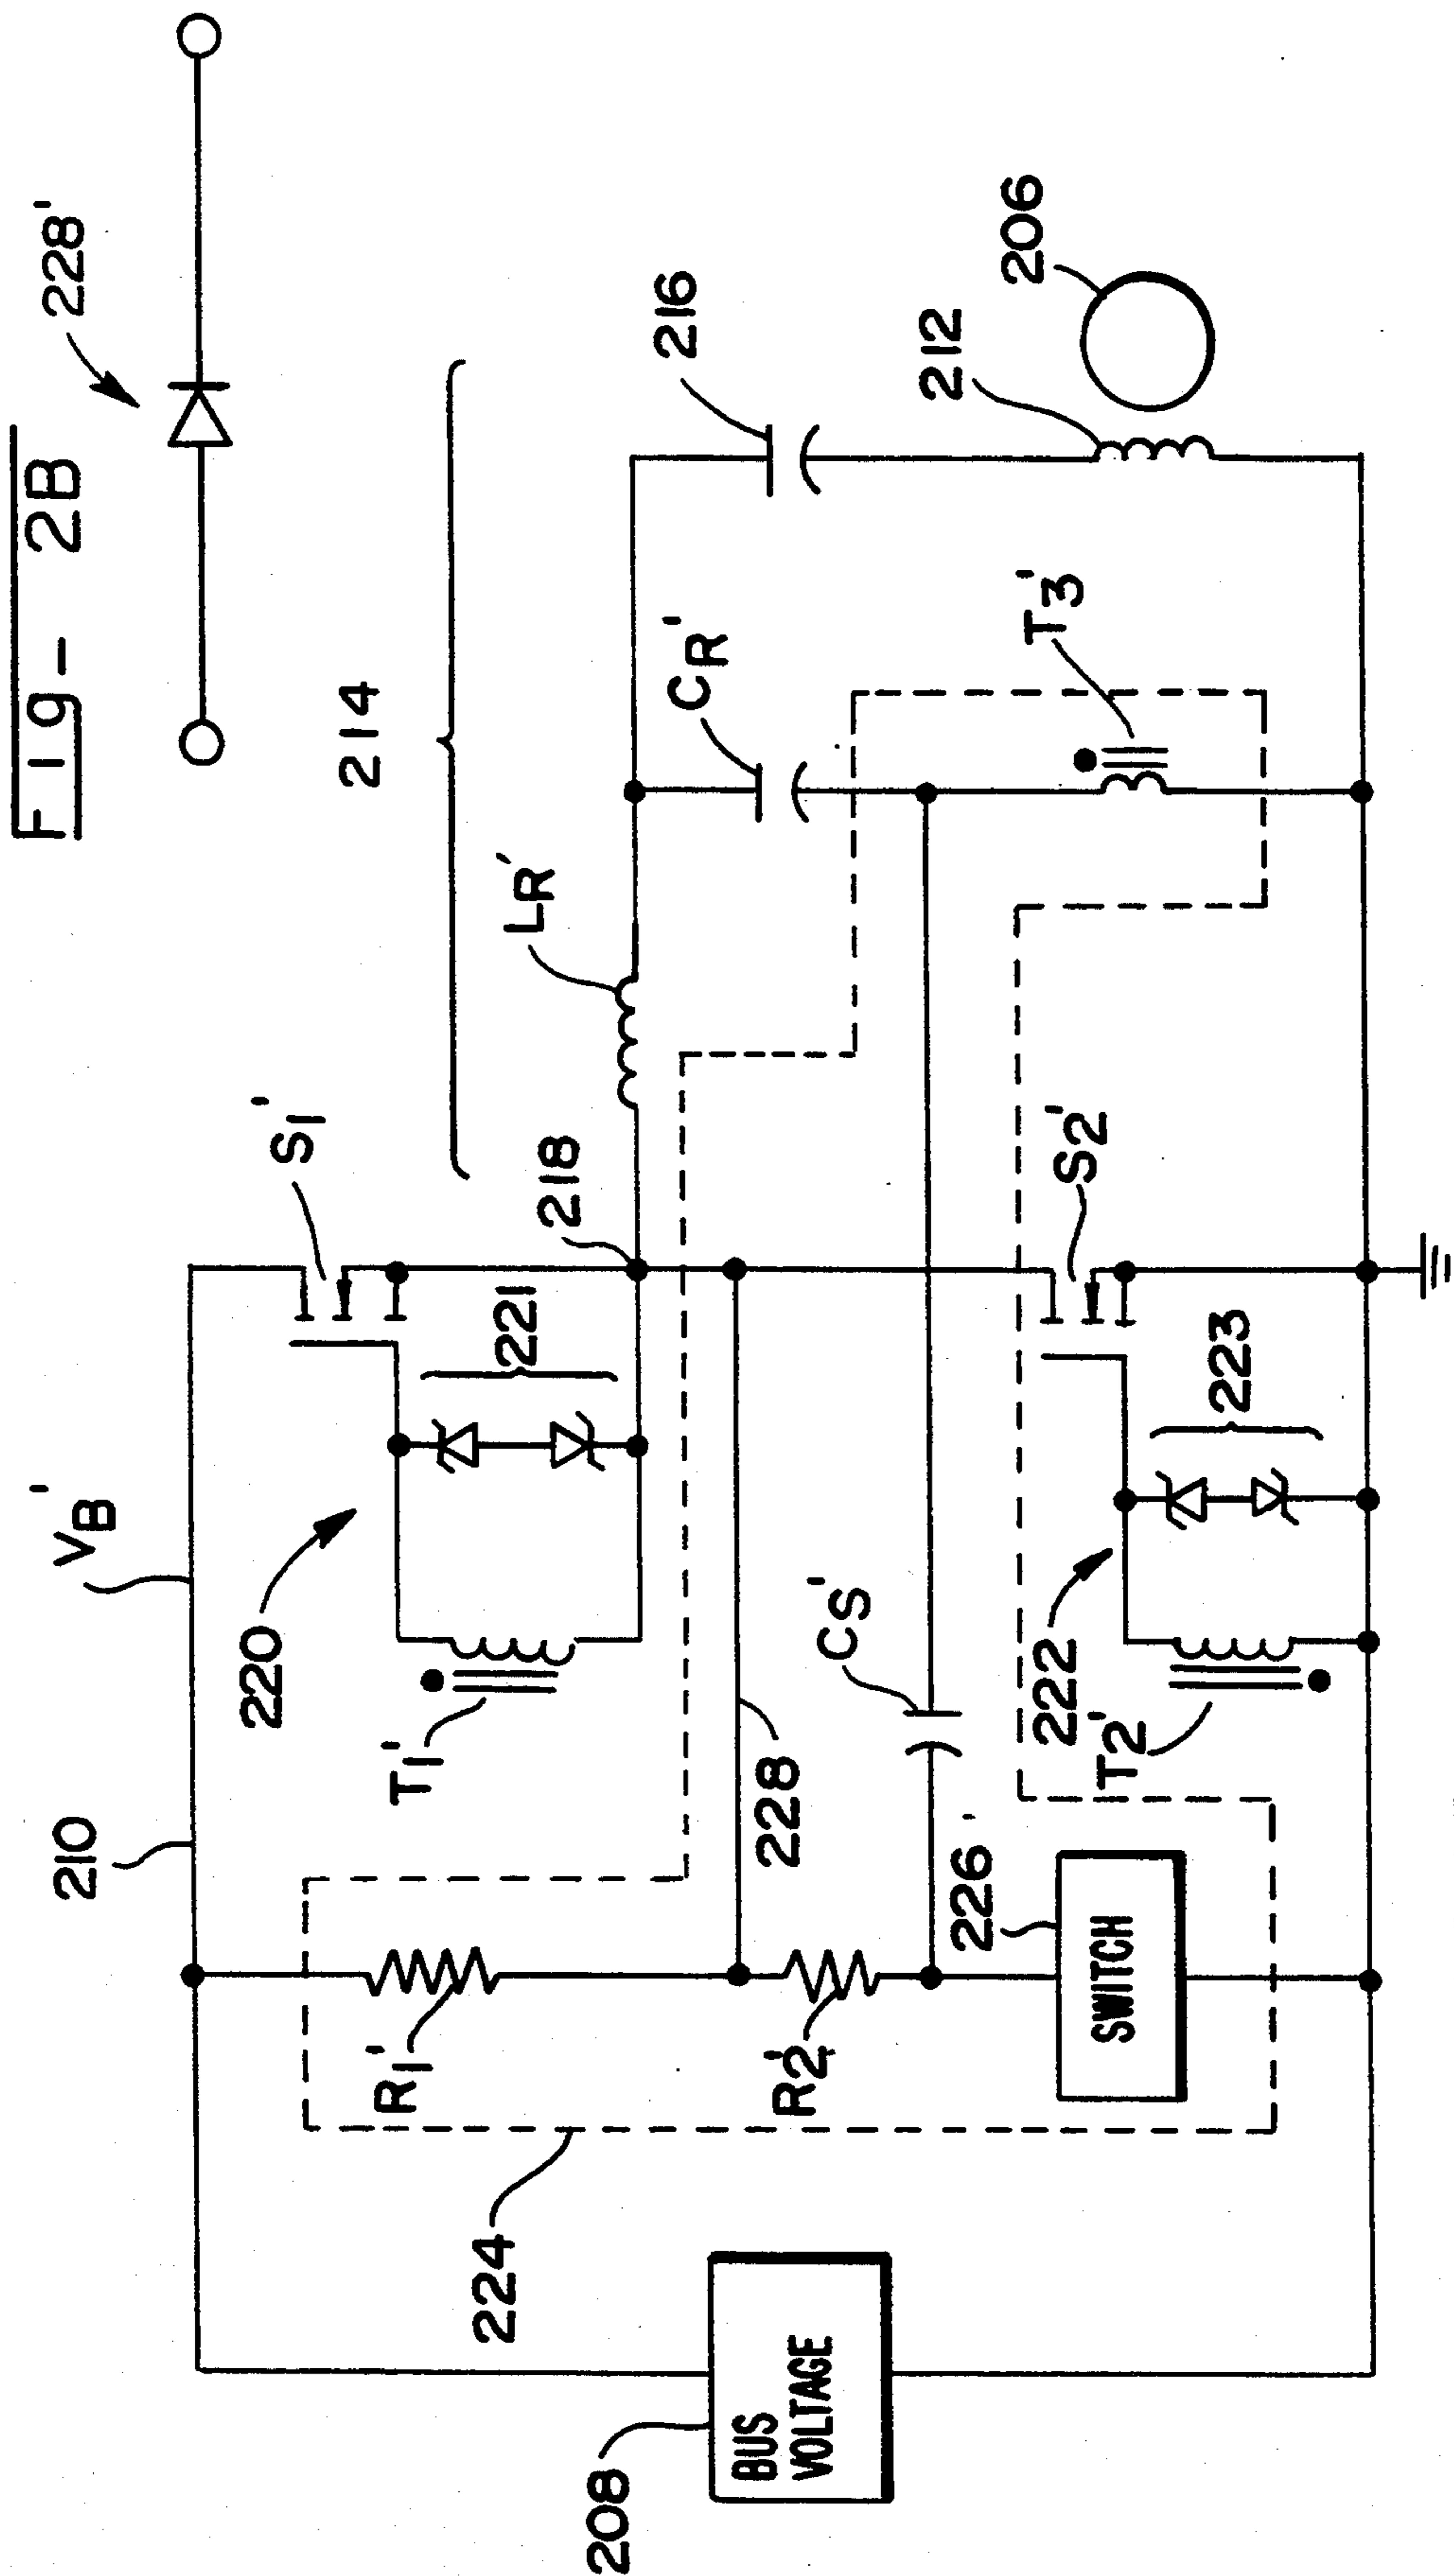 Fig- 2B
228'
214
216
206
212
CR'
T3'
LR'
S1'
218
221
S2'
223
VB'
220
T1'
CS'
222
T2'
210
228
226'
SWITCH
R1'
R2'
224
BUS
VOLTAGE
208